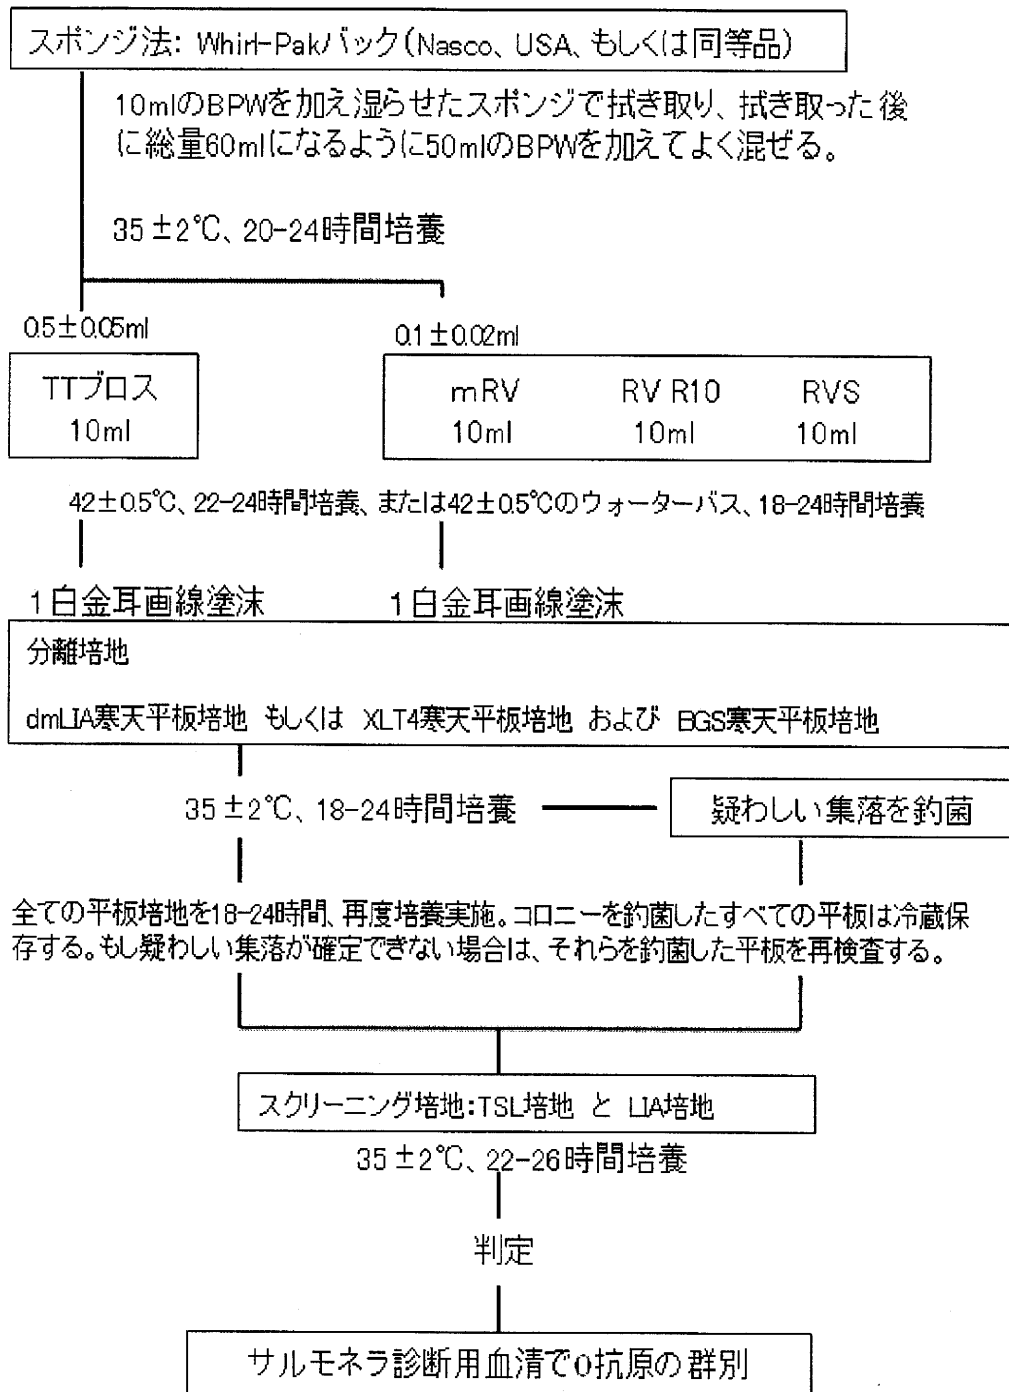 スポンジ法: Whirl-Pakバック(Nasco、USA、もしくは同等品)
10mlのBPWを加え湿らせたスポンジで拭き取り、拭き取った後
に総量60mlになるように50mlのBPWを加えてよく混ぜる。
35±2℃、20-24時間培養
0.5±0.05ml
0.1±0.02ml
TTブロス
10ml
mRV RV R10 RVS
10ml 10ml 10ml
42±0.5℃、22-24時間培養、または42±0.5℃のウォーターバス、18-24時間培養
1白金耳画線塗沫 1白金耳画線塗沫
分離培地
dmLIA寒天平板培地 もしくは XLT4寒天平板培地 および BGS寒天平板培地
35±2℃、18-24時間培養
疑わしい集落を釣菌
全ての平板培地を18-24時間、再度培養実施。コロニーを釣菌したすべての平板は冷蔵保
存する。もし疑わしい集落が確定できない場合は、それらを釣菌した平板を再検査する。
スクリーニング培地:TSL培地 と LIA培地
35±2℃、22-26時間培養
判定
サルモネラ診断用血清でO抗原の群別